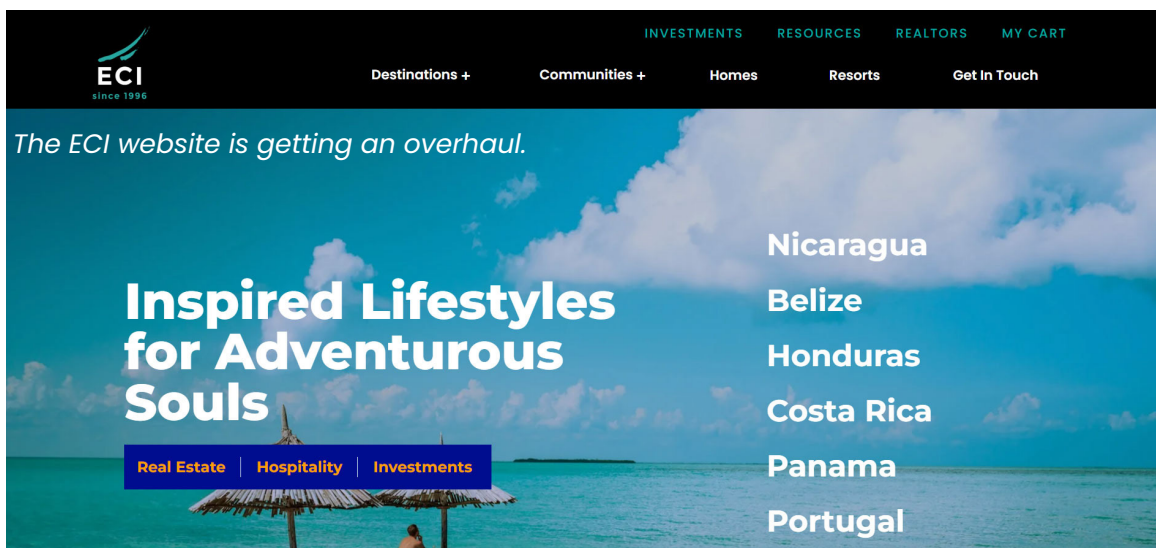 INVESTMENTS RESOURCES REALTORS MY CART
ECI
since 1996
Destinations + Communities + Homes Resorts Get In Touch
The ECI website is getting an overhaul.
Inspired Lifestyles
for Adventurous
Souls
Real Estate Hospitality Investments
Nicaragua
Belize
Honduras
Costa Rica
Panama
Portugal